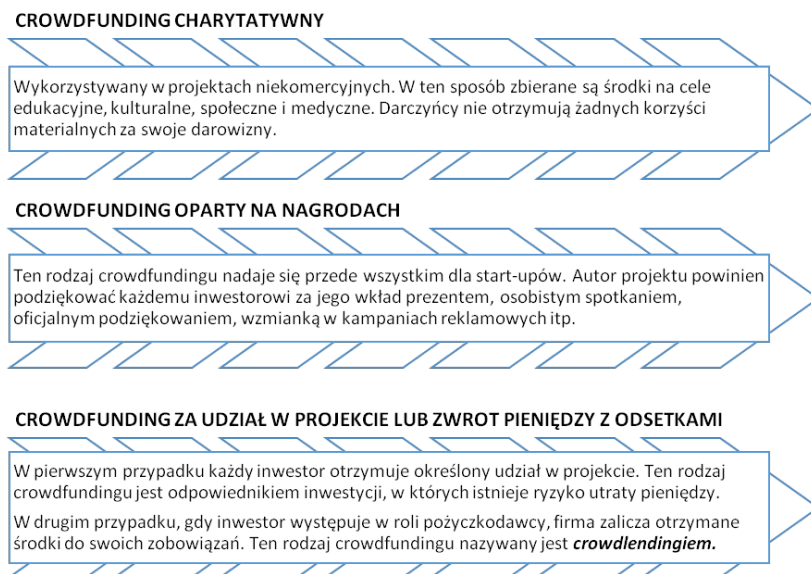 CROWDFUNDING CHARYTATYWNY
Wykorzystywany w projektach niekomercyjnych. W ten sposób zbierane są środki na cele
edukacyjne, kulturalne, społeczne i medyczne. Darczyńcy nie otrzymują żadnych korzyści
materialnych za swoje darowizny.
CROWDFUNDING OPARTY NA NAGRODACH
Ten rodzaj crowdfundingu nadaje się przede wszystkim dla start-upów. Autor projektu powinien
podziękować każdemu inwestorowi za jego wkład prezentem, osobistym spotkaniem,
oficjalnym podziękowaniem, wzmianką w kampaniach reklamowych itp.
CROWDFUNDING ZA UDZIAŁ W PROJEKCIE LUB ZWROT PIENIĘDZY Z ODSETKAMI
W pierwszym przypadku każdy inwestor otrzymuje określony udział w projekcie. Ten rodzaj
crowdfundingu jest odpowiednikiem inwestycji, w których istnieje ryzyko utraty pieniędzy.
W drugim przypadku, gdy inwestor występuje w roli pożyczkodawcy, firma zalicza otrzymane
środki do swoich zobowiązań. Ten rodzaj crowdfundingu nazywany jest crowdlendingiem.